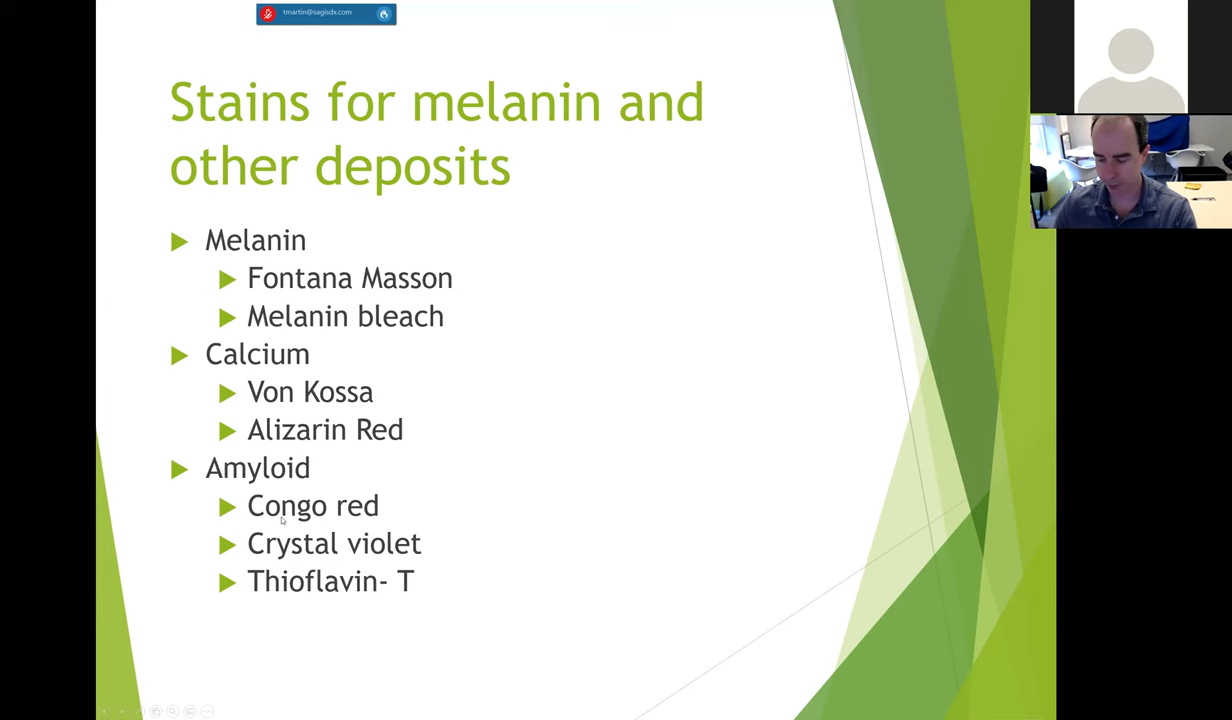 tmartin@sagisdx.com
Stains for melanin and
other deposits
Melanin
Fontana Masson
Melanin bleach
Calcium
Von Kossa
Alizarin Red
Amyloid
Congo red
Crystal violet
Thioflavin- T